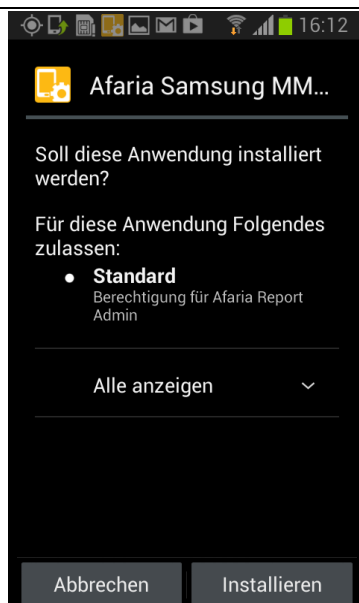 16:12
Afaria Samsung MM...
Soll diese Anwendung installiert
werden?
Für diese Anwendung Folgendes
zulassen:
● Standard
Berechtigung für Afaria Report
Admin
Alle anzeigen
Abbrechen Installieren